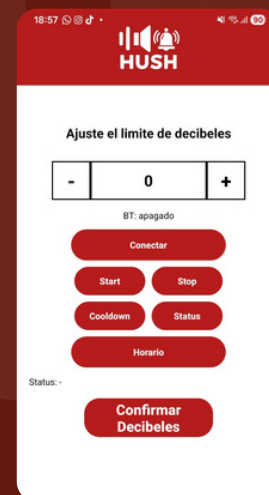 18:57
90
HUSH
Ajuste el limite de decibeles
- 0 +
BT: apagado
Conectar
Start Stop
Cooldown Status
Horario
Status: -
Confirmar
Decibeles